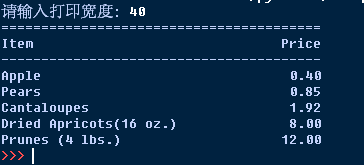 请输入打印宽度: 40
========================================
Item                               Price
----------------------------------------
Apple                               0.40
Pears                               0.85
Cantaloupes                         1.92
Dried Apricots(16 oz.)              8.00
Prunes (4 lbs.)                    12.00
>>>